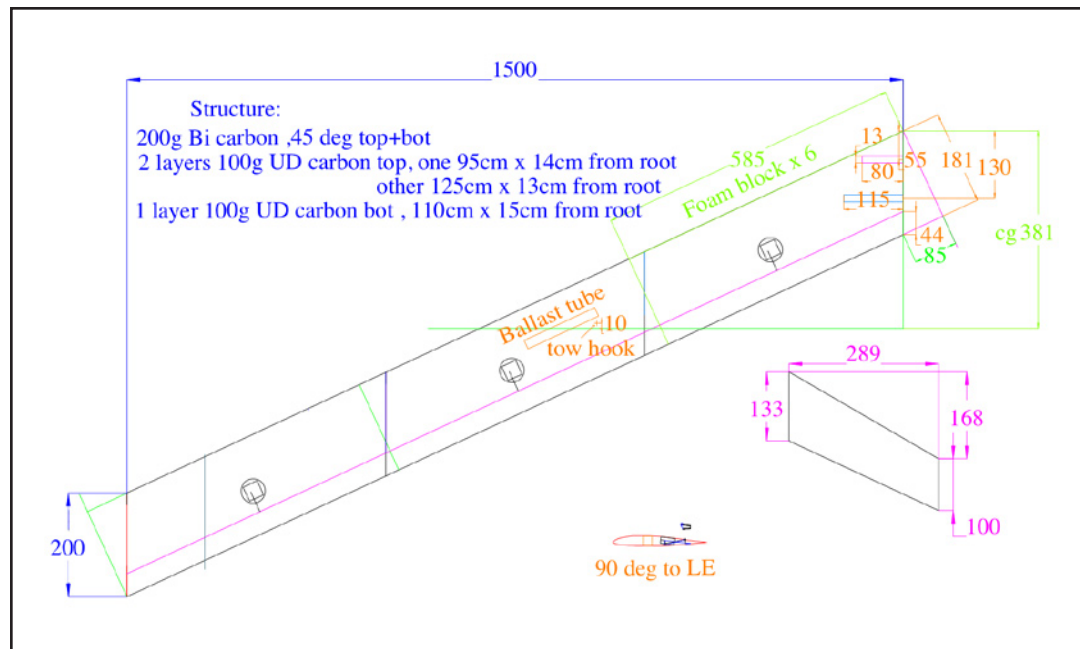 1500
Structure:
200g Bi carbon ,45 deg top+bot
2 layers 100g UD carbon top, one 95cm x 14cm from root
other 125cm x 13cm from root
1 layer 100g UD carbon bot , 110cm x 15cm from root
585
Foam block x 6
13
55
80
181
130
115
44
cg 381
85
Ballast tube
10
tow hook
289
133
168
100
200
90 deg to LE